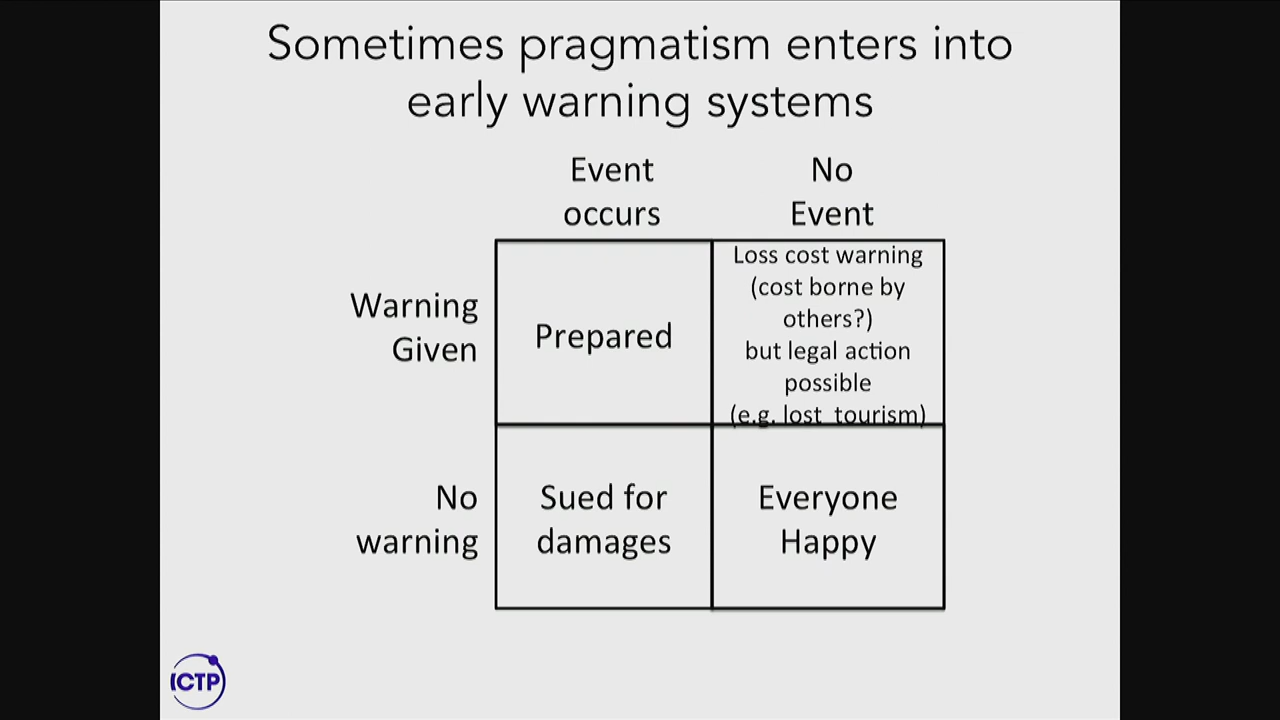 Sometimes pragmatism enters into
early warning systems
Event
occurs
No
Event
Warning
Given
Prepared
Loss cost warning
(cost borne by
others?)
but legal action
possible
(e.g. lost tourism)
No
warning
Sued for
damages
Everyone
Happy
ICTP